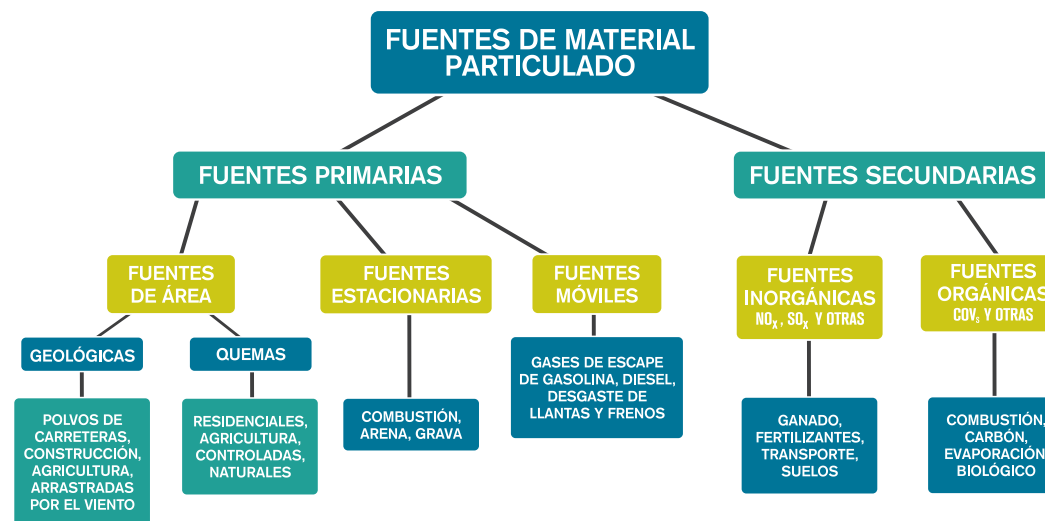 FUENTES DE MATERIAL
PARTICULADO
FUENTES PRIMARIAS
FUENTES SECUNDARIAS
FUENTES
DE ÁREA
FUENTES
ESTACIONARIAS
FUENTES
MÓVILES
FUENTES
INORGÁNICAS
NOx, SOx Y OTRAS
FUENTES
ORGÁNICAS
COVs Y OTRAS
GEOLÓGICAS
QUEMAS
POLVOS DE
CARRETERAS,
CONSTRUCCIÓN,
AGRICULTURA,
ARRASTRADAS
POR EL VIENTO
RESIDENCIALES,
AGRICULTURA,
CONTROLADAS,
NATURALES
COMBUSTIÓN,
ARENA, GRAVA
GASES DE ESCAPE
DE GASOLINA, DIESEL,
DESGASTE DE
LLANTAS Y FRENOS
GANADO,
FERTILIZANTES,
TRANSPORTE,
SUELOS
COMBUSTIÓN,
CARBÓN,
EVAPORACIÓN
BIOLÓGICO